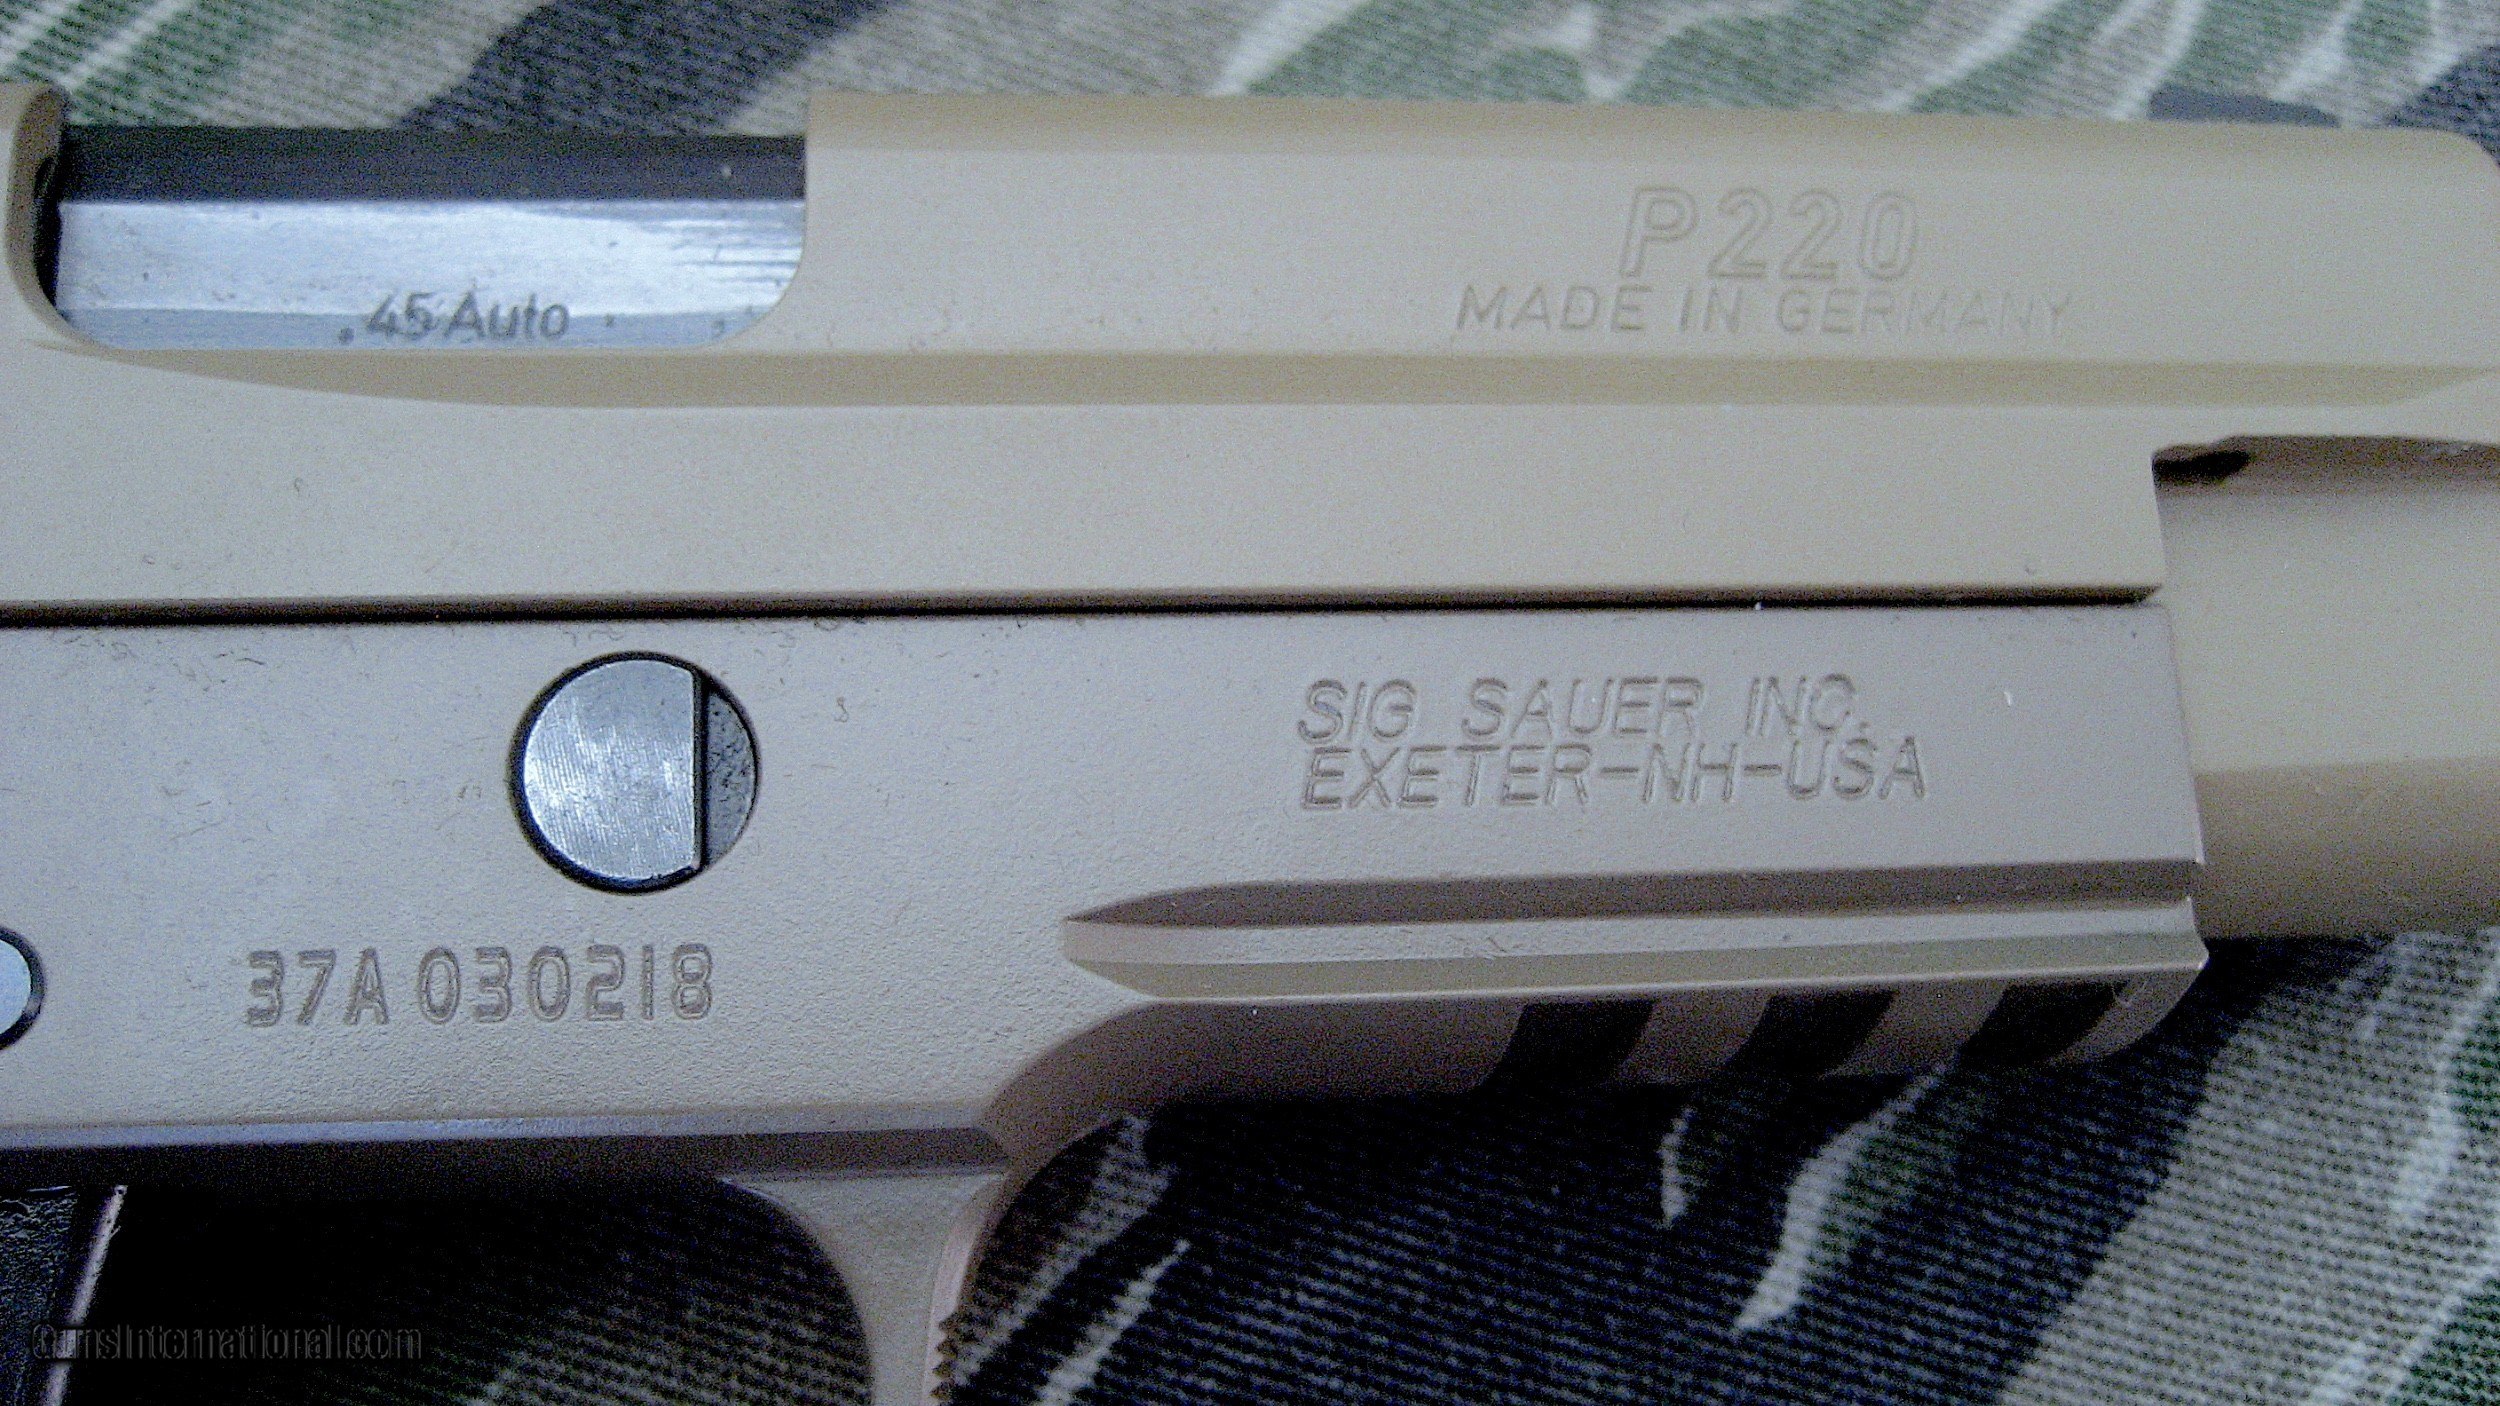 P220
MADE IN GERMANY
.45 Auto
SIG SAUER INC.
EXETER-NH-USA
37A 030218
GunsInternational.com